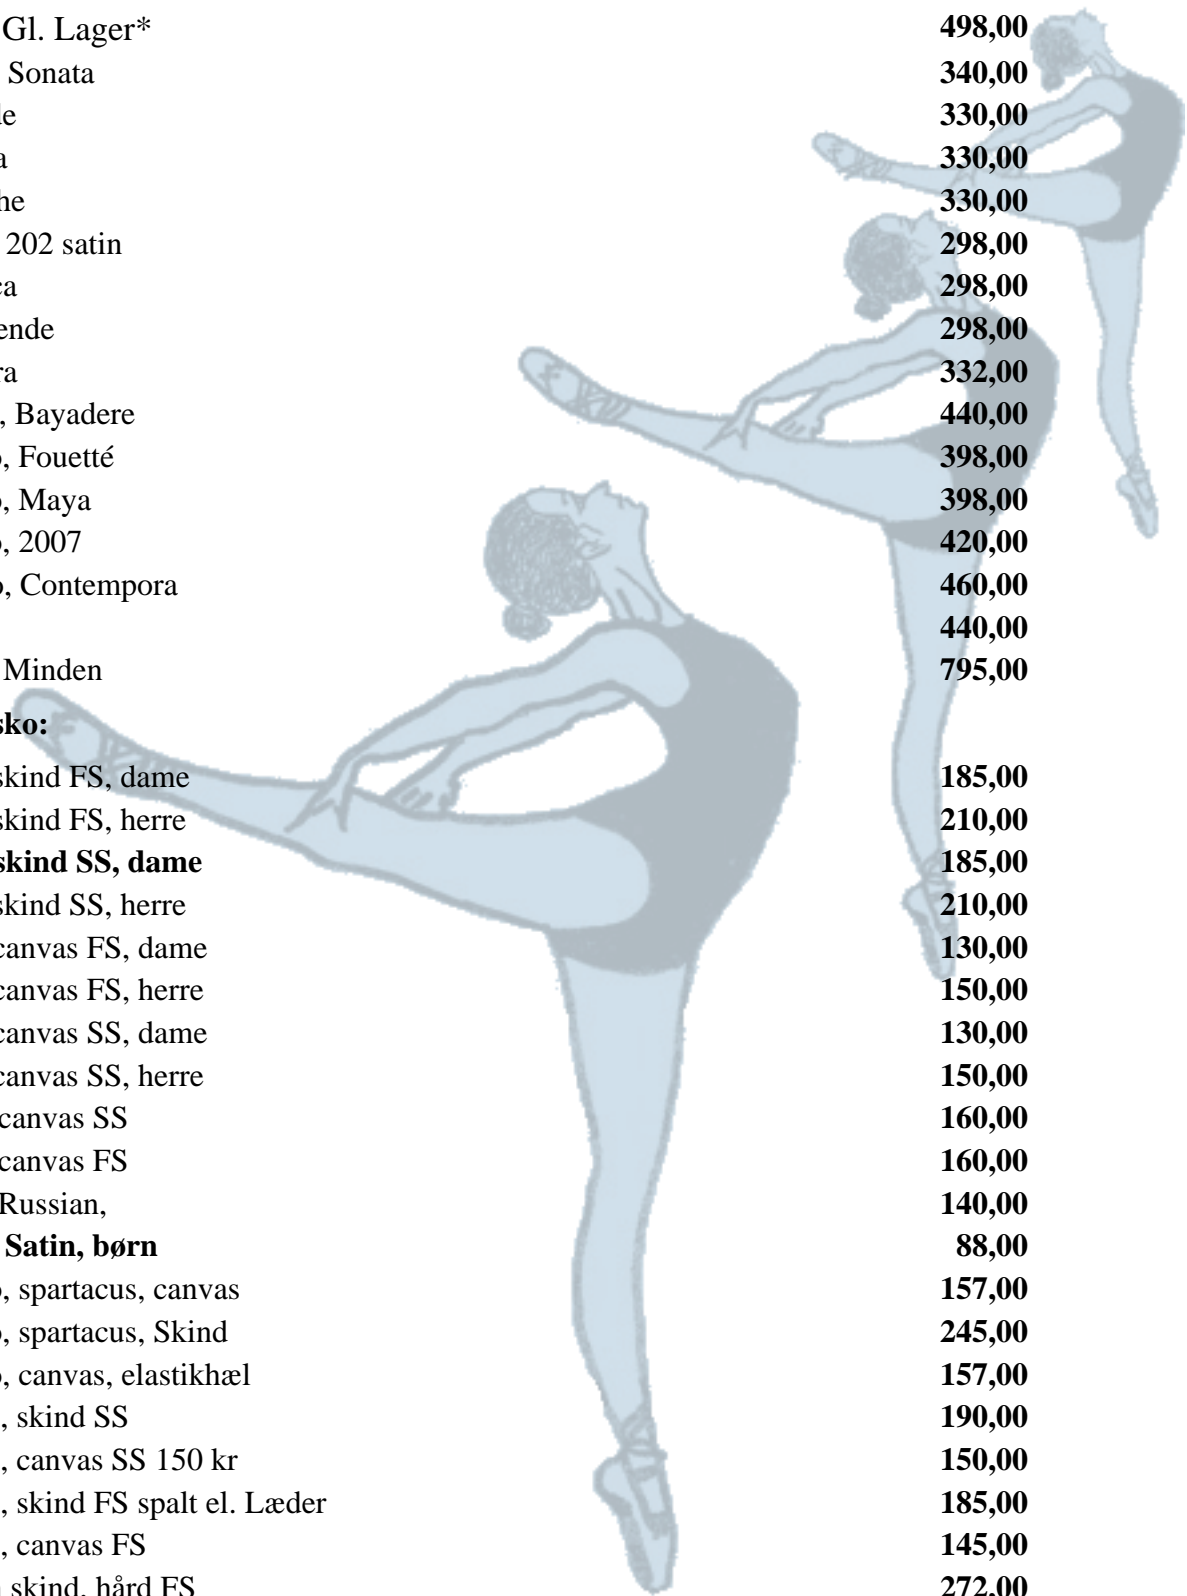 Gl. Lager* 498,00
Sonata 340,00
le 330,00
a 330,00
he 330,00
202 satin 298,00
ca 298,00
ende 298,00
ra 332,00
, Bayadere 440,00
o, Fouetté 398,00
o, Maya 398,00
o, 2007 420,00
o, Contempora 460,00
440,00
Minden 795,00
sko:
skind FS, dame 185,00
skind FS, herre 210,00
skind SS, dame 185,00
skind SS, herre 210,00
canvas FS, dame 130,00
canvas FS, herre 150,00
canvas SS, dame 130,00
canvas SS, herre 150,00
canvas SS 160,00
canvas FS 160,00
Russian, 140,00
Satin, børn 88,00
o, spartacus, canvas 157,00
o, spartacus, Skind 245,00
o, canvas, elastikhæl 157,00
, skind SS 190,00
, canvas SS 150 kr 150,00
, skind FS spalt el. Læder 185,00
, canvas FS 145,00
skind, hård FS 272,00